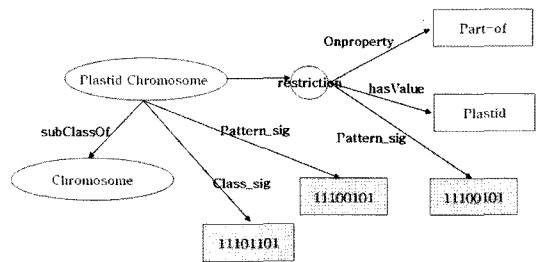 Onproperty
Part-of
Plastid Chromosome
restriction
hasValue
Plastid
subClassOf
Pattern_sig
Pattern_sig
Chromosome
Class_sig
11100101
11100101
11101101